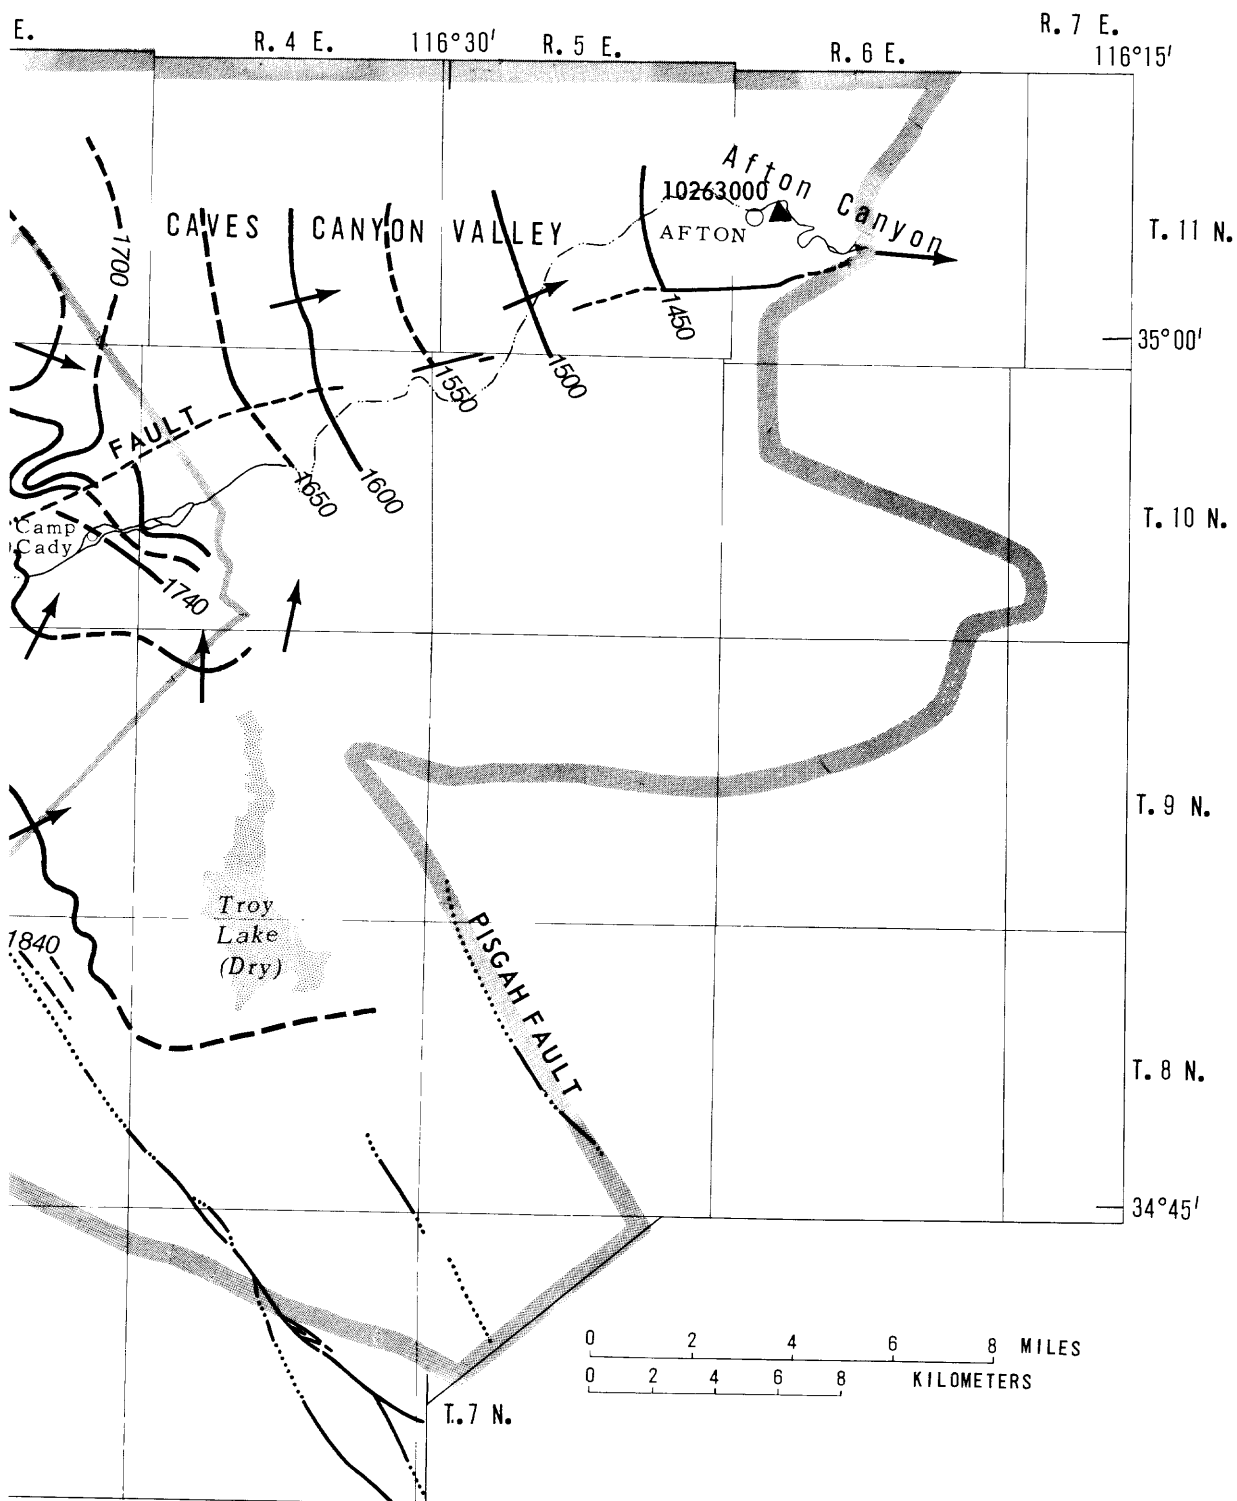 E.
R. 4 E.
116°30'
R. 5 E.
R. 6 E.
R. 7 E.
116°15'
Afton Canyon
10263000
AFTON
CAVES CANYON VALLEY
T. 11 N.
1700
1450
35°00'
1550
1500
FAULT
1650
1600
Camp
Cady
T. 10 N.
1740
T. 9 N.
Troy
Lake
(Dry)
1840
PISGAH FAULT
T. 8 N.
34°45'
0 2 4 6 8 MILES
0 2 4 6 8 KILOMETERS
T. 7 N.